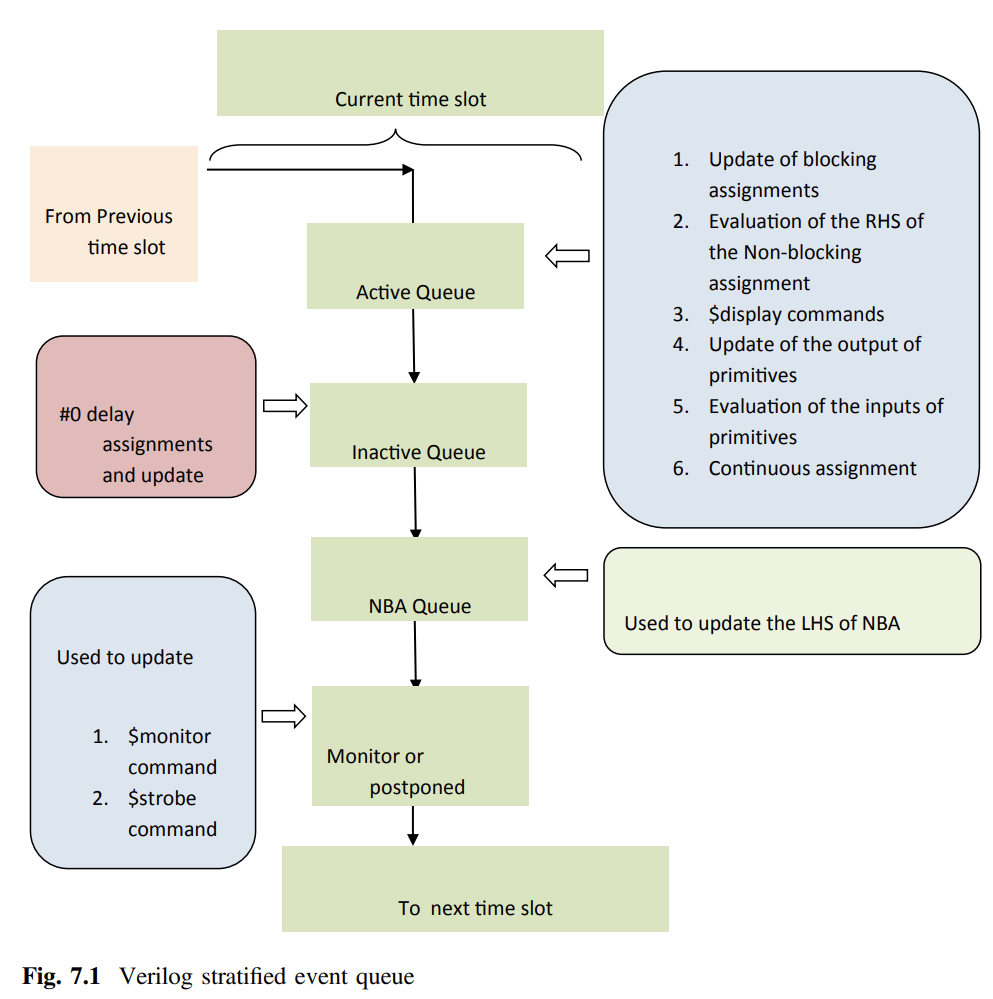 Current time slot
From Previous
time slot
1. Update of blocking
assignments
2. Evaluation of the RHS of
the Non-blocking
assignment
3. $display commands
4. Update of the output of
primitives
5. Evaluation of the inputs of
primitives
6. Continuous assignment
Active Queue
#0 delay
assignments
and update
Inactive Queue
NBA Queue
Used to update the LHS of NBA
Used to update
1. $monitor
command
2. $strobe
command
Monitor or
postponed
To next time slot
Fig. 7.1 Verilog stratified event queue